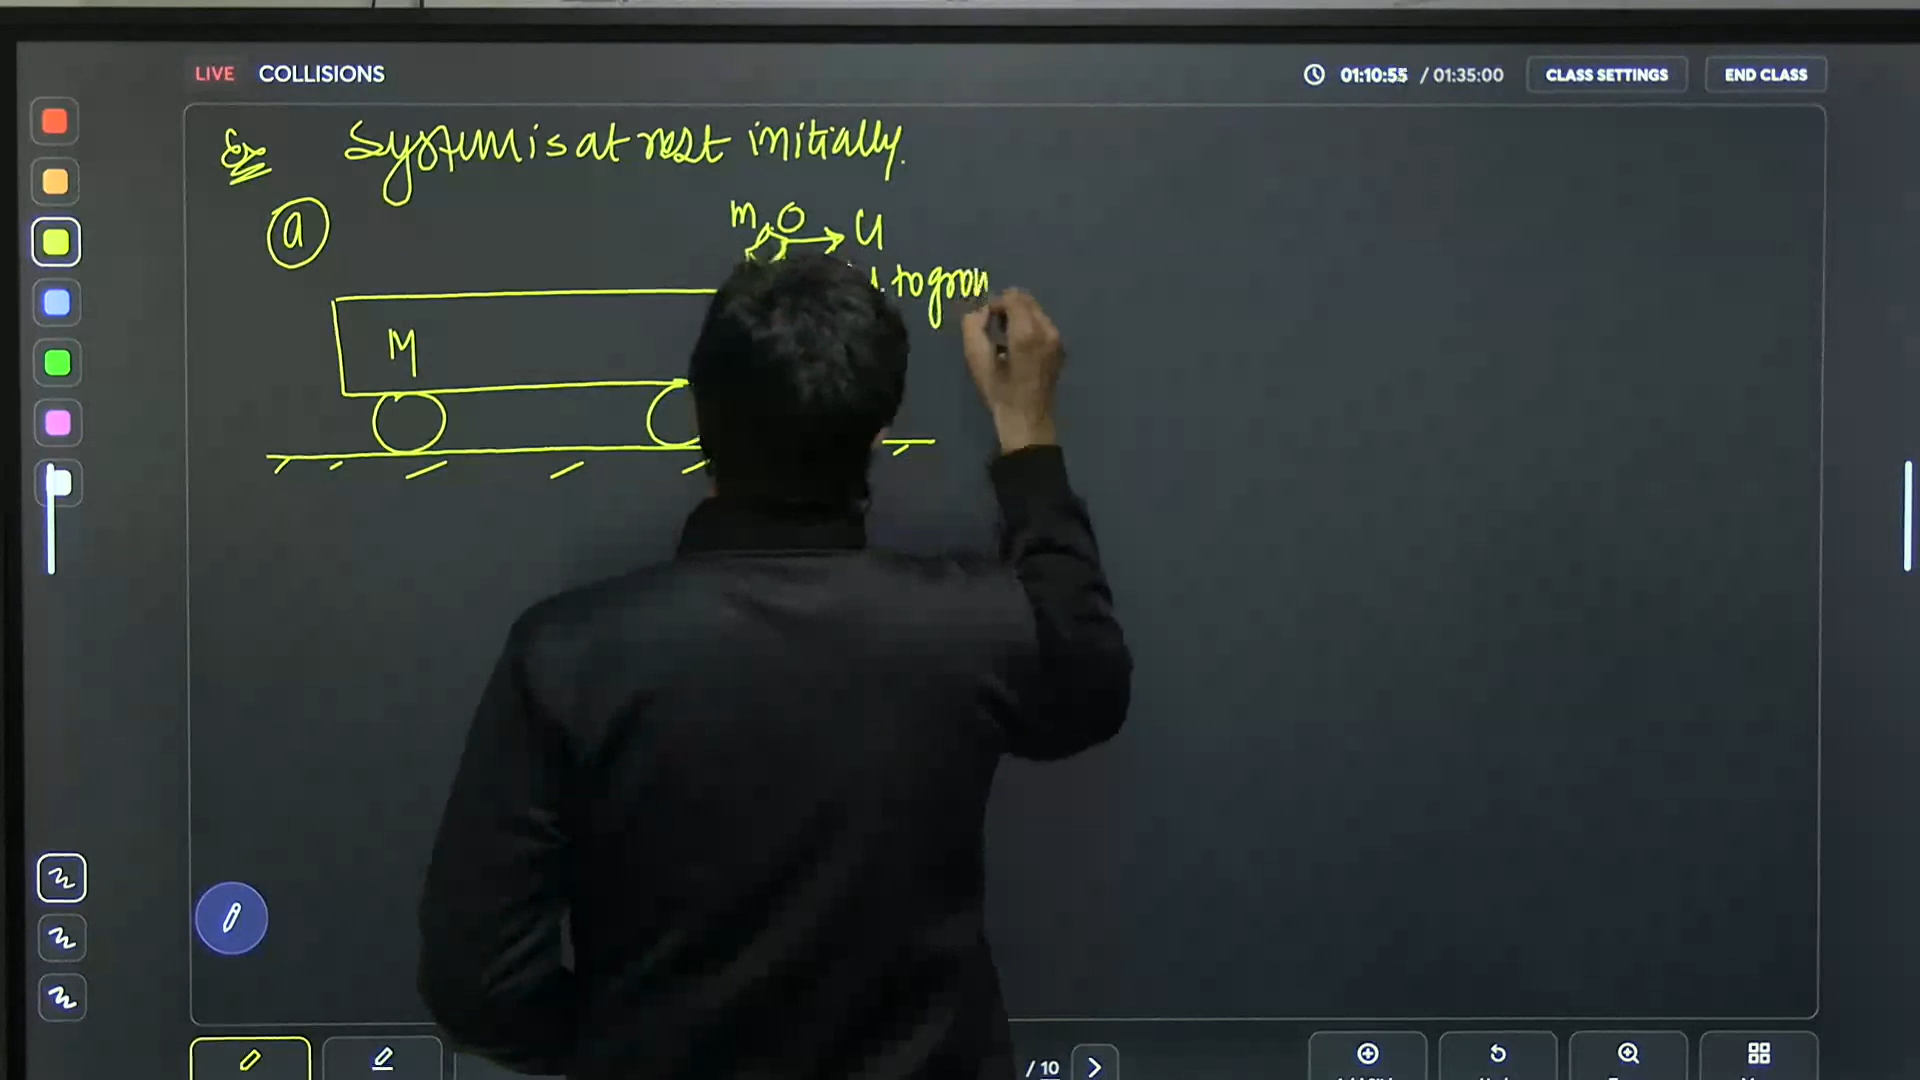 LIVE COLLISIONS 01:10:55 / 01:35:00 CLASS SETTINGS END CLASS
Ex System is at rest initially.
a
m u
to groun
M
/ 10